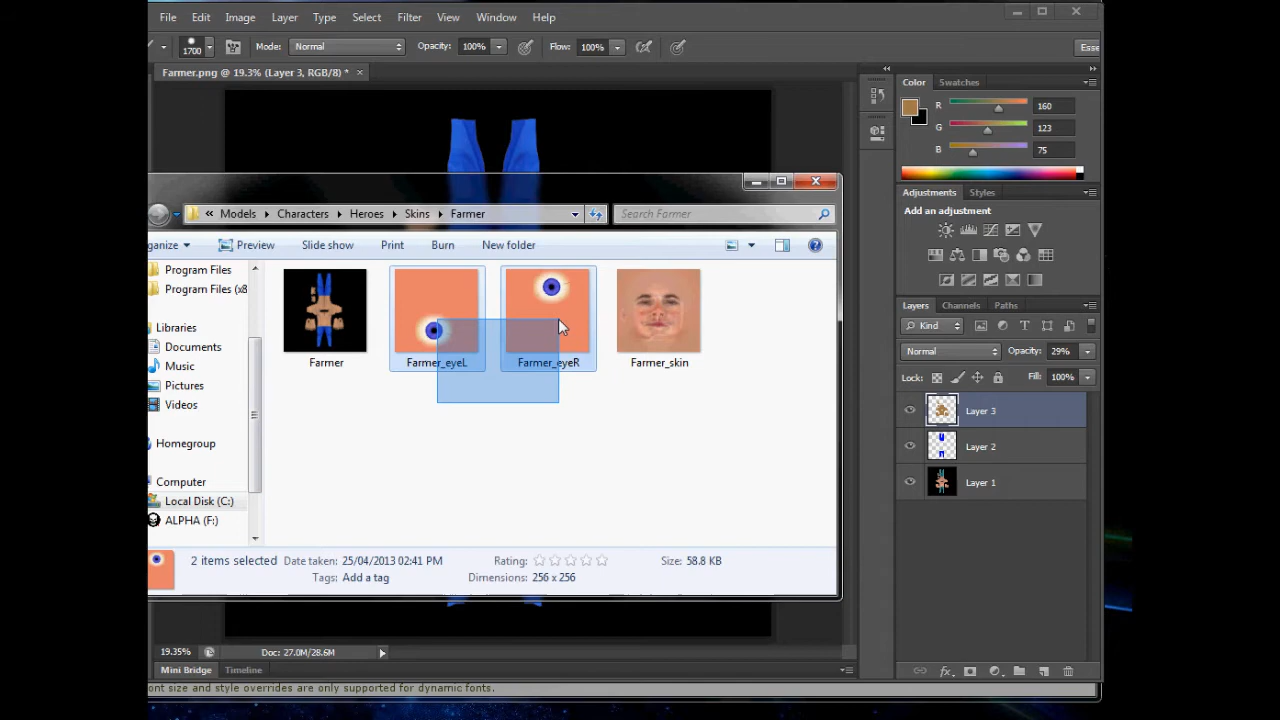 File Edit Image Layer Type Select Filter View Window Help
1700 Mode: Normal Opacity: 100% Flow: 100% Esse
Farmer.png @ 19.3% (Layer 3, RGB/8) *
Color Swatches
R 160
G 123
B 75
Adjustments Styles
Add an adjustment
Models Characters Heroes Skins Farmer Search Farmer
ganize Preview Slide show Print Burn New folder
Program Files
Program Files (x8
Libraries
Documents
Music
Pictures
Videos
Homegroup
Computer
Local Disk (C:)
ALPHA (F:)
Farmer Farmer_eyeL Farmer_eyeR Farmer_skin
2 items selected Date taken: 25/04/2013 02:41 PM Rating: Size: 58.8 KB
Tags: Add a tag Dimensions: 256 x 256
Layers Channels Paths
Kind
Normal Opacity: 29%
Lock: Fill: 100%
Layer 3
Layer 2
Layer 1
fx
19.35% Doc: 27.0M/28.6M
Mini Bridge Timeline
ont size and style overrides are only supported for dynamic fonts.